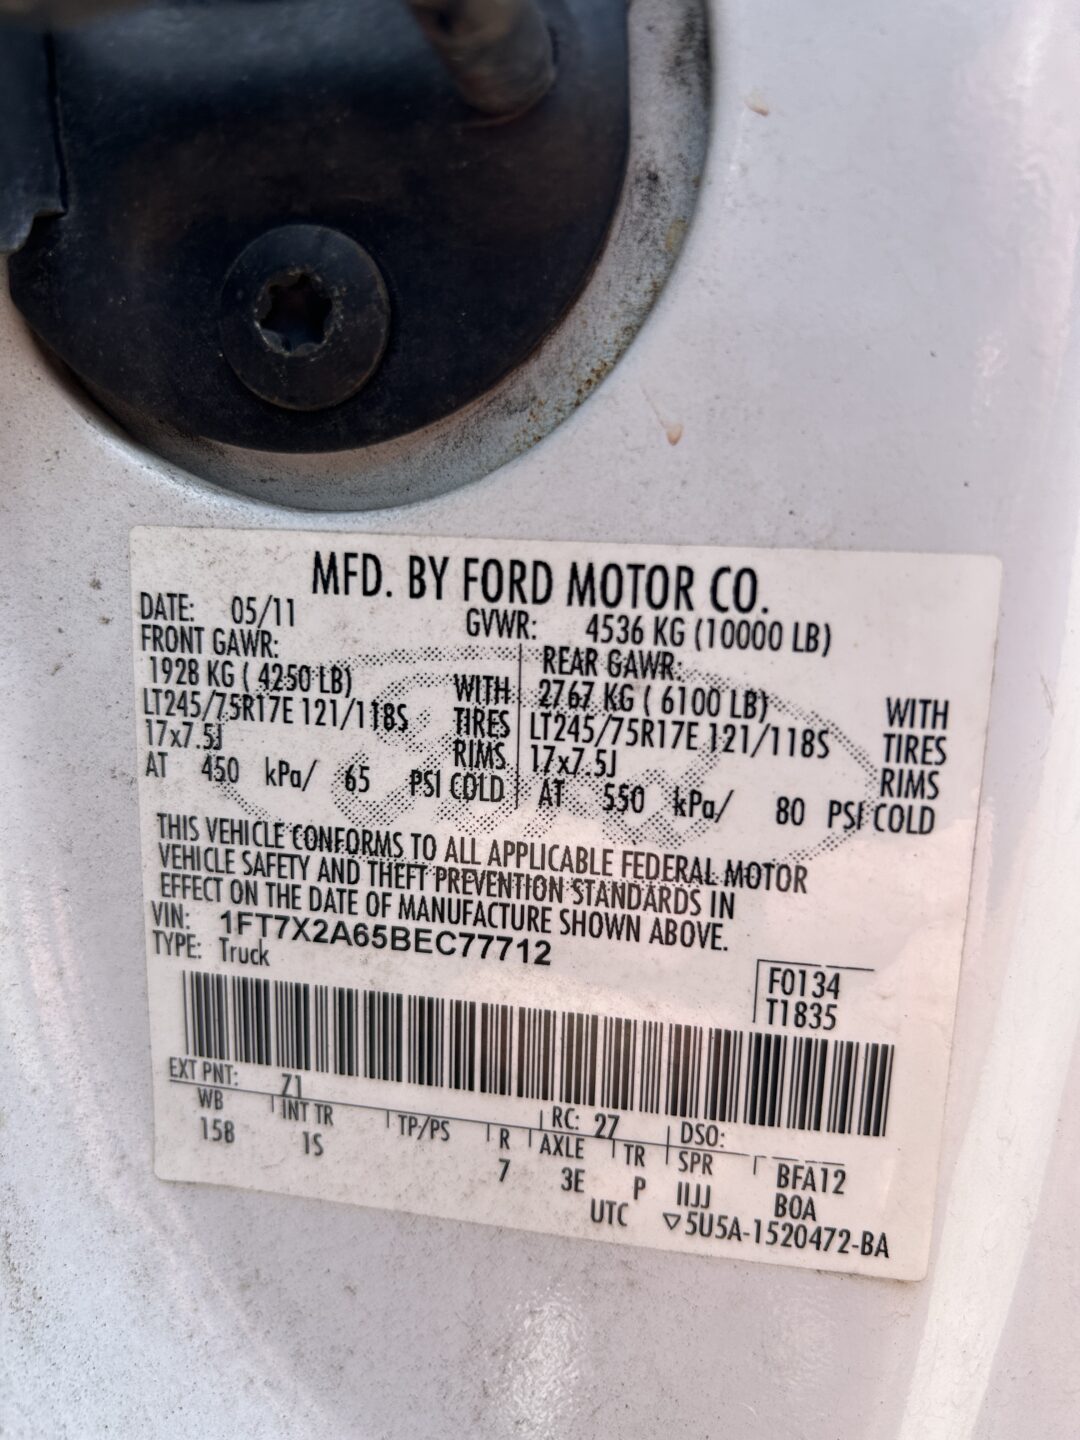 MFD. BY FORD MOTOR CO.
DATE: 05/11 GVWR: 4536 KG (10000 LB)
FRONT GAWR: REAR GAWR:
1928 KG ( 4250 LB) WITH 2767 KG ( 6100 LB) WITH
LT245/75R17E 121/118S TIRES LT245/75R17E 121/118S TIRES
17x7.5J RIMS 17x7.5J RIMS
AT 450 kPa/ 65 PSI COLD AT 550 kPa/ 80 PSI COLD
THIS VEHICLE CONFORMS TO ALL APPLICABLE FEDERAL MOTOR
VEHICLE SAFETY AND THEFT PREVENTION STANDARDS IN
EFFECT ON THE DATE OF MANUFACTURE SHOWN ABOVE.
VIN: 1FT7X2A65BEC77712
TYPE: Truck
F0134
T1835
EXT PNT: Z1 RC: 27 DSO:
WB INT TR TP/PS R AXLE TR SPR BFA12
158 1S 7 3E P IIJJ BOA
UTC ▽5U5A-1520472-BA